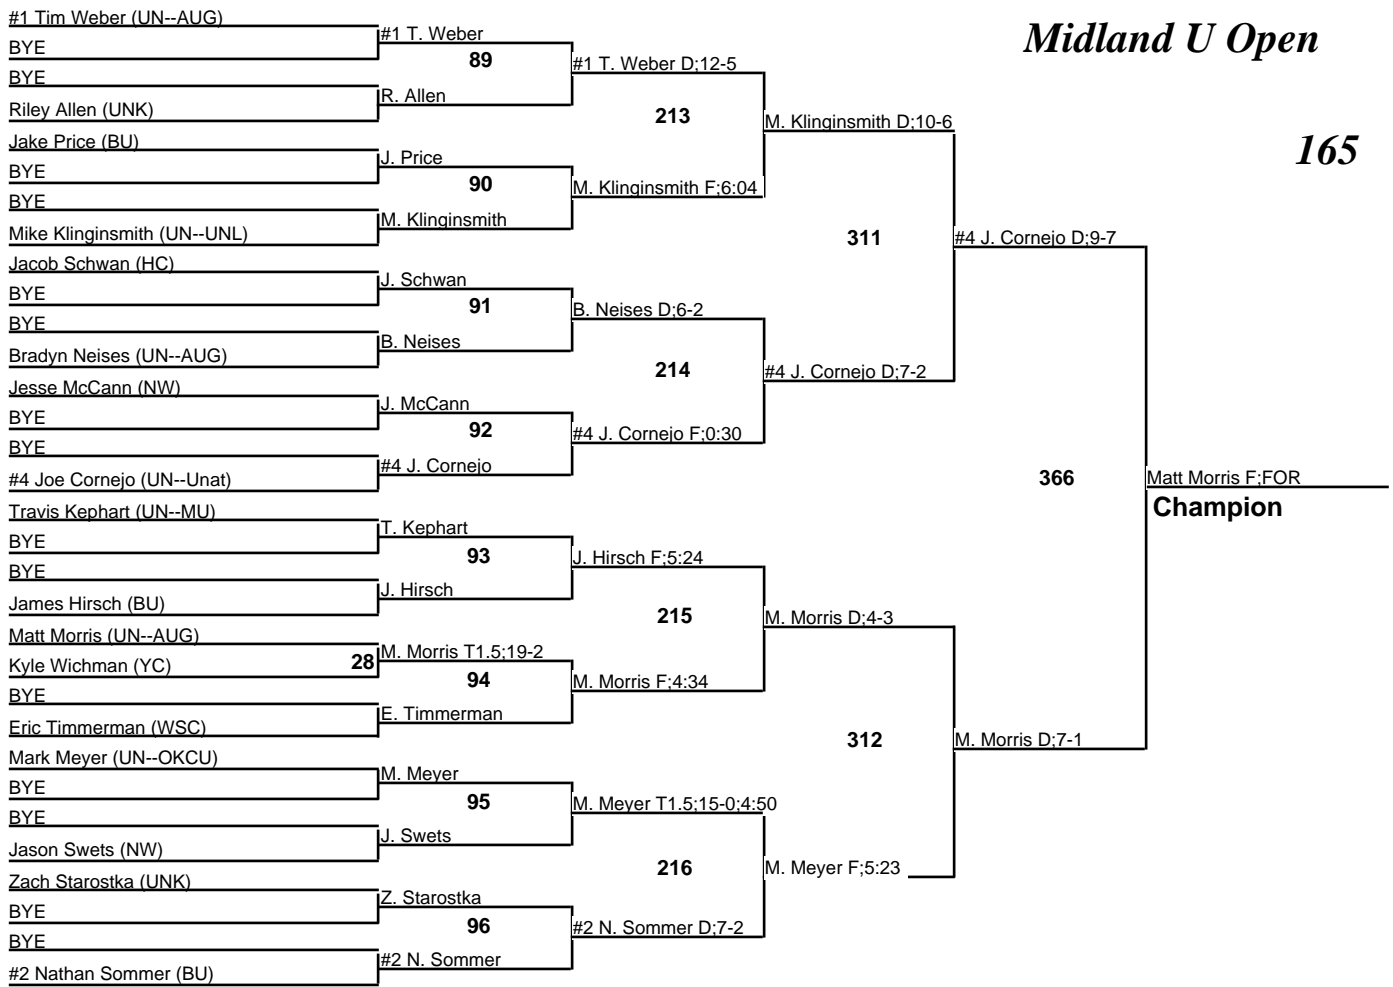 #1 Tim Weber (UN--AUG)
BYE
BYE
Riley Allen (UNK)
Jake Price (BU)
BYE
BYE
Mike Klinginsmith (UN--UNL)
Jacob Schwan (HC)
BYE
BYE
Bradyn Neises (UN--AUG)
Jesse McCann (NW)
BYE
BYE
#4 Joe Cornejo (UN--Unat)
Travis Kephart (UN--MU)
BYE
BYE
James Hirsch (BU)
Matt Morris (UN--AUG)
Kyle Wichman (YC)
BYE
Eric Timmerman (WSC)
Mark Meyer (UN--OKCU)
BYE
BYE
Jason Swets (NW)
Zach Starostka (UNK)
BYE
BYE
#2 Nathan Sommer (BU)
28
#1 T. Weber
89
R. Allen
J. Price
90
M. Klinginsmith
J. Schwan
91
B. Neises
J. McCann
92
#4 J. Cornejo
T. Kephart
93
J. Hirsch
M. Morris T1.5;19-2
94
E. Timmerman
M. Meyer
95
J. Swets
Z. Starostka
96
#2 N. Sommer
#1 T. Weber D;12-5
213
M. Klinginsmith F;6:04
B. Neises D;6-2
214
#4 J. Cornejo F;0:30
J. Hirsch F;5:24
215
M. Morris F;4:34
M. Meyer T1.5;15-0;4:50
216
#2 N. Sommer D;7-2
M. Klinginsmith D;10-6
311
#4 J. Cornejo D;7-2
M. Morris D;4-3
312
M. Meyer F;5:23
#4 J. Cornejo D;9-7
366
M. Morris D;7-1
Matt Morris F;FOR
Champion
Midland U Open
165